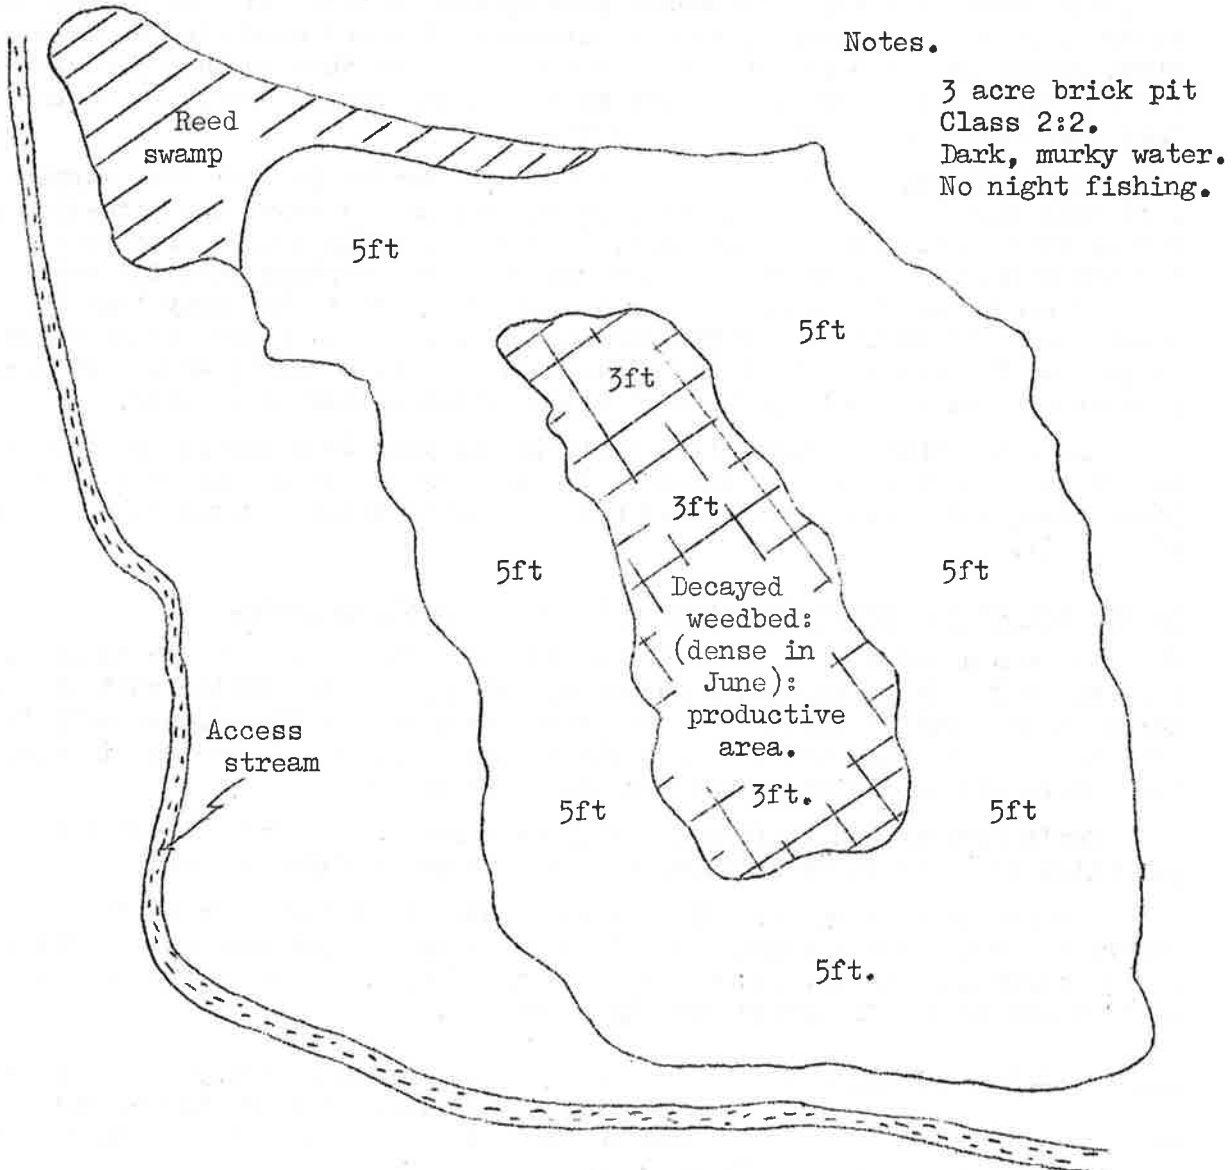 Notes.
3 acre brick pit
Class 2:2.
Dark, murky water.
No night fishing.
Reed
swamp
5ft
5ft
3ft
3ft
5ft
5ft
Decayed
weedbed:
(dense in
June):
productive
area.
Access
stream
3ft.
5ft
5ft
5ft.